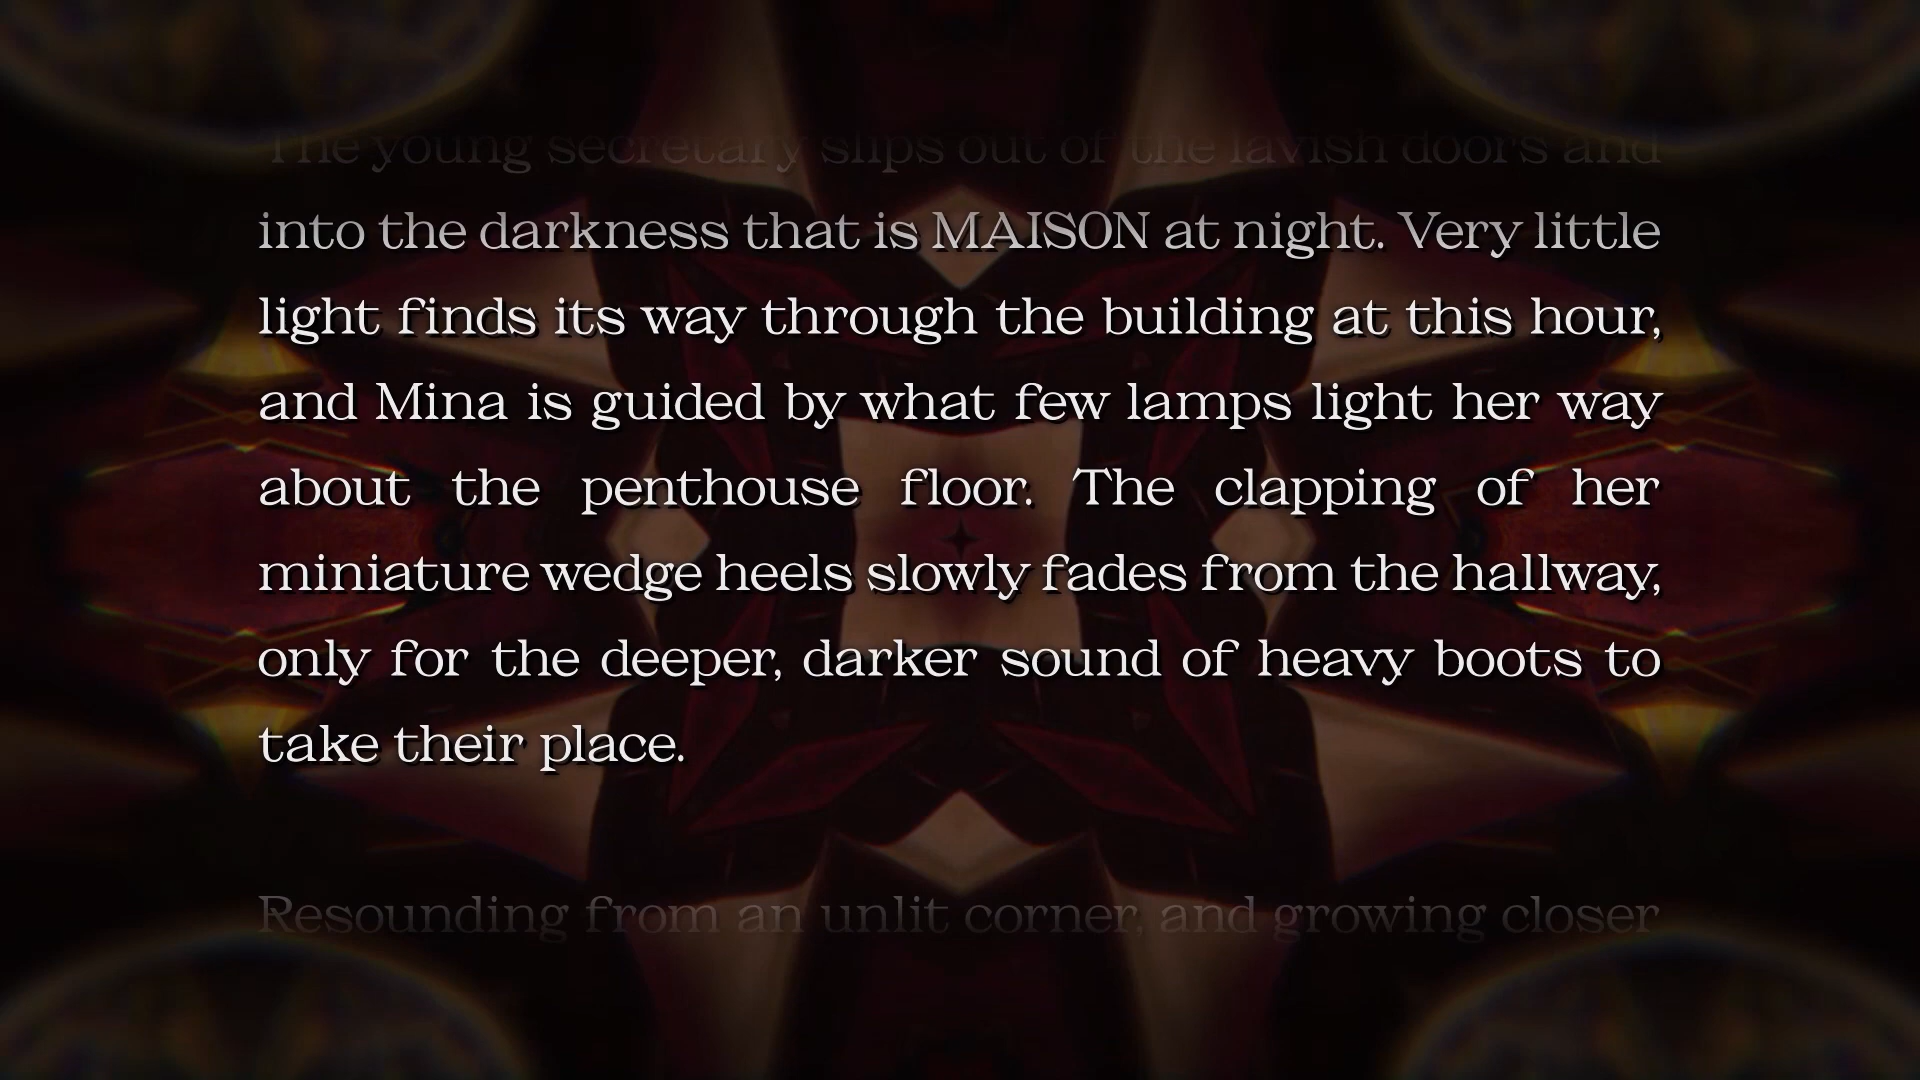 The young secretary slips out of the lavish doors and
into the darkness that is MAISON at night. Very little
light finds its way through the building at this hour,
and Mina is guided by what few lamps light her way
about the penthouse floor. The clapping of her
miniature wedge heels slowly fades from the hallway,
only for the deeper, darker sound of heavy boots to
take their place.
Resounding from an unlit corner, and growing closer